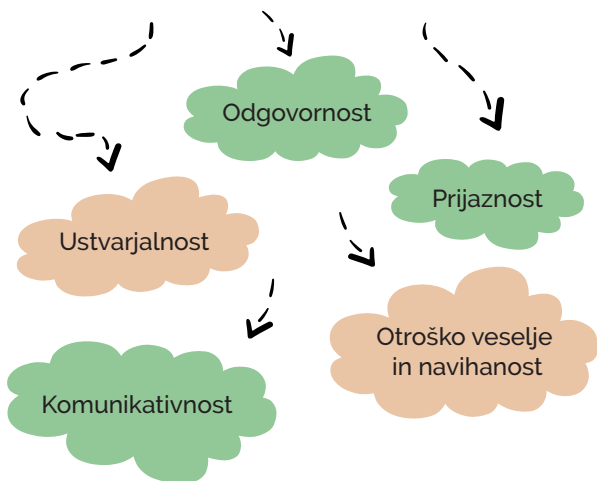 Odgovornost
Prijaznost
Ustvarjalnost
Otroško veselje
in navihanost
Komunikativnost